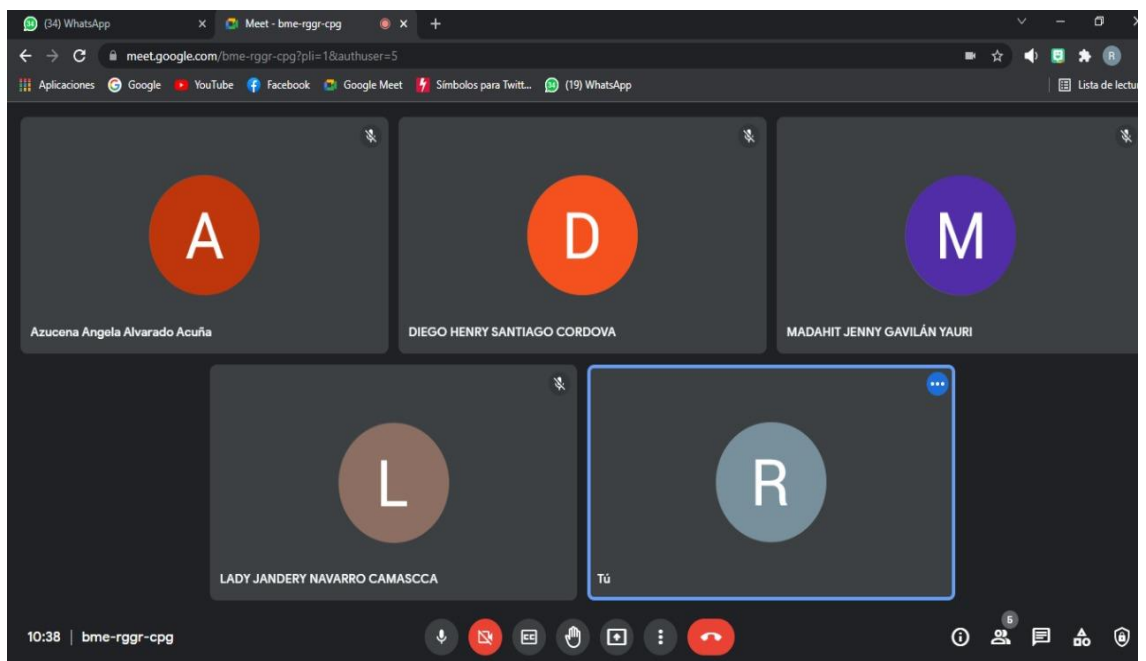 (34) WhatsApp
Meet - bme-rggr-cpg
meet.google.com/bme-rggr-cpg?pli=1&authuser=5
R
Aplicaciones Google YouTube Facebook Google Meet Símbolos para Twitt... (19) WhatsApp
Lista de lectur
A
D
M
Azucena Angela Alvarado Acuña
DIEGO HENRY SANTIAGO CORDOVA
MADAHIT JENNY GAVILÁN YAURI
L
R
LADY JANDERY NAVARRO CAMASCCA
Tú
10:38 | bme-rggr-cpg
CC
5